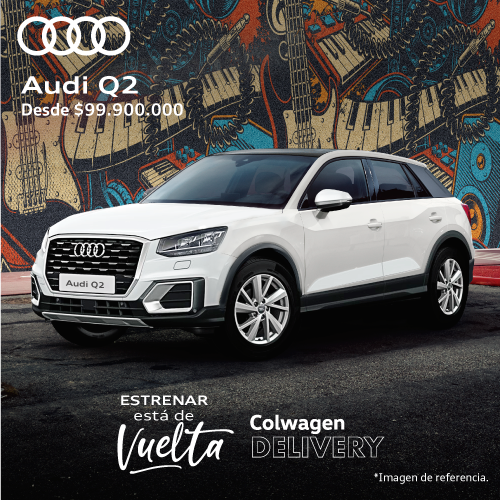 Audi Q2
Desde $99.900.000
Audi Q2
ESTRENAR
está de
Vuelta
Colwagen
DELIVERY
*Imagen de referencia.